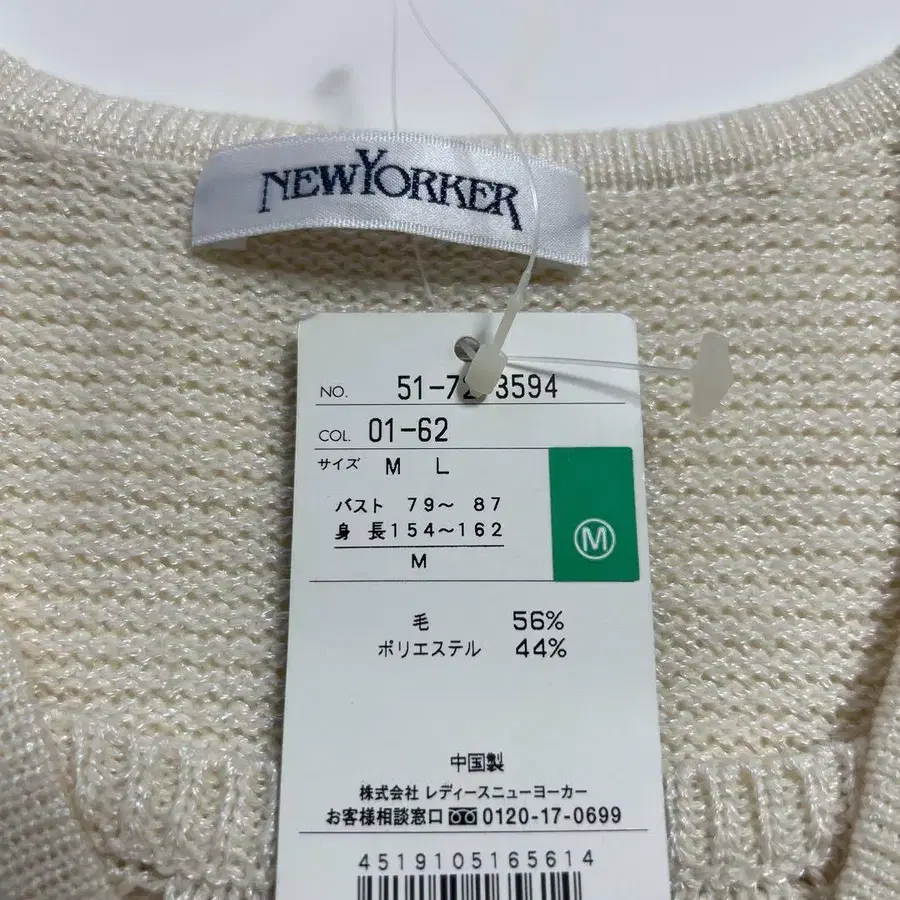 NEWYORKER
NO. 51-72-3594
COL. 01-62
サイズ M L
バスト 79〜 87
身 長154〜162
M
Ⓜ
毛 56%
ポリエステル 44%
中国製
株式会社 レディースニューヨーカー
お客様相談窓口 0120-17-0699
4519105165614